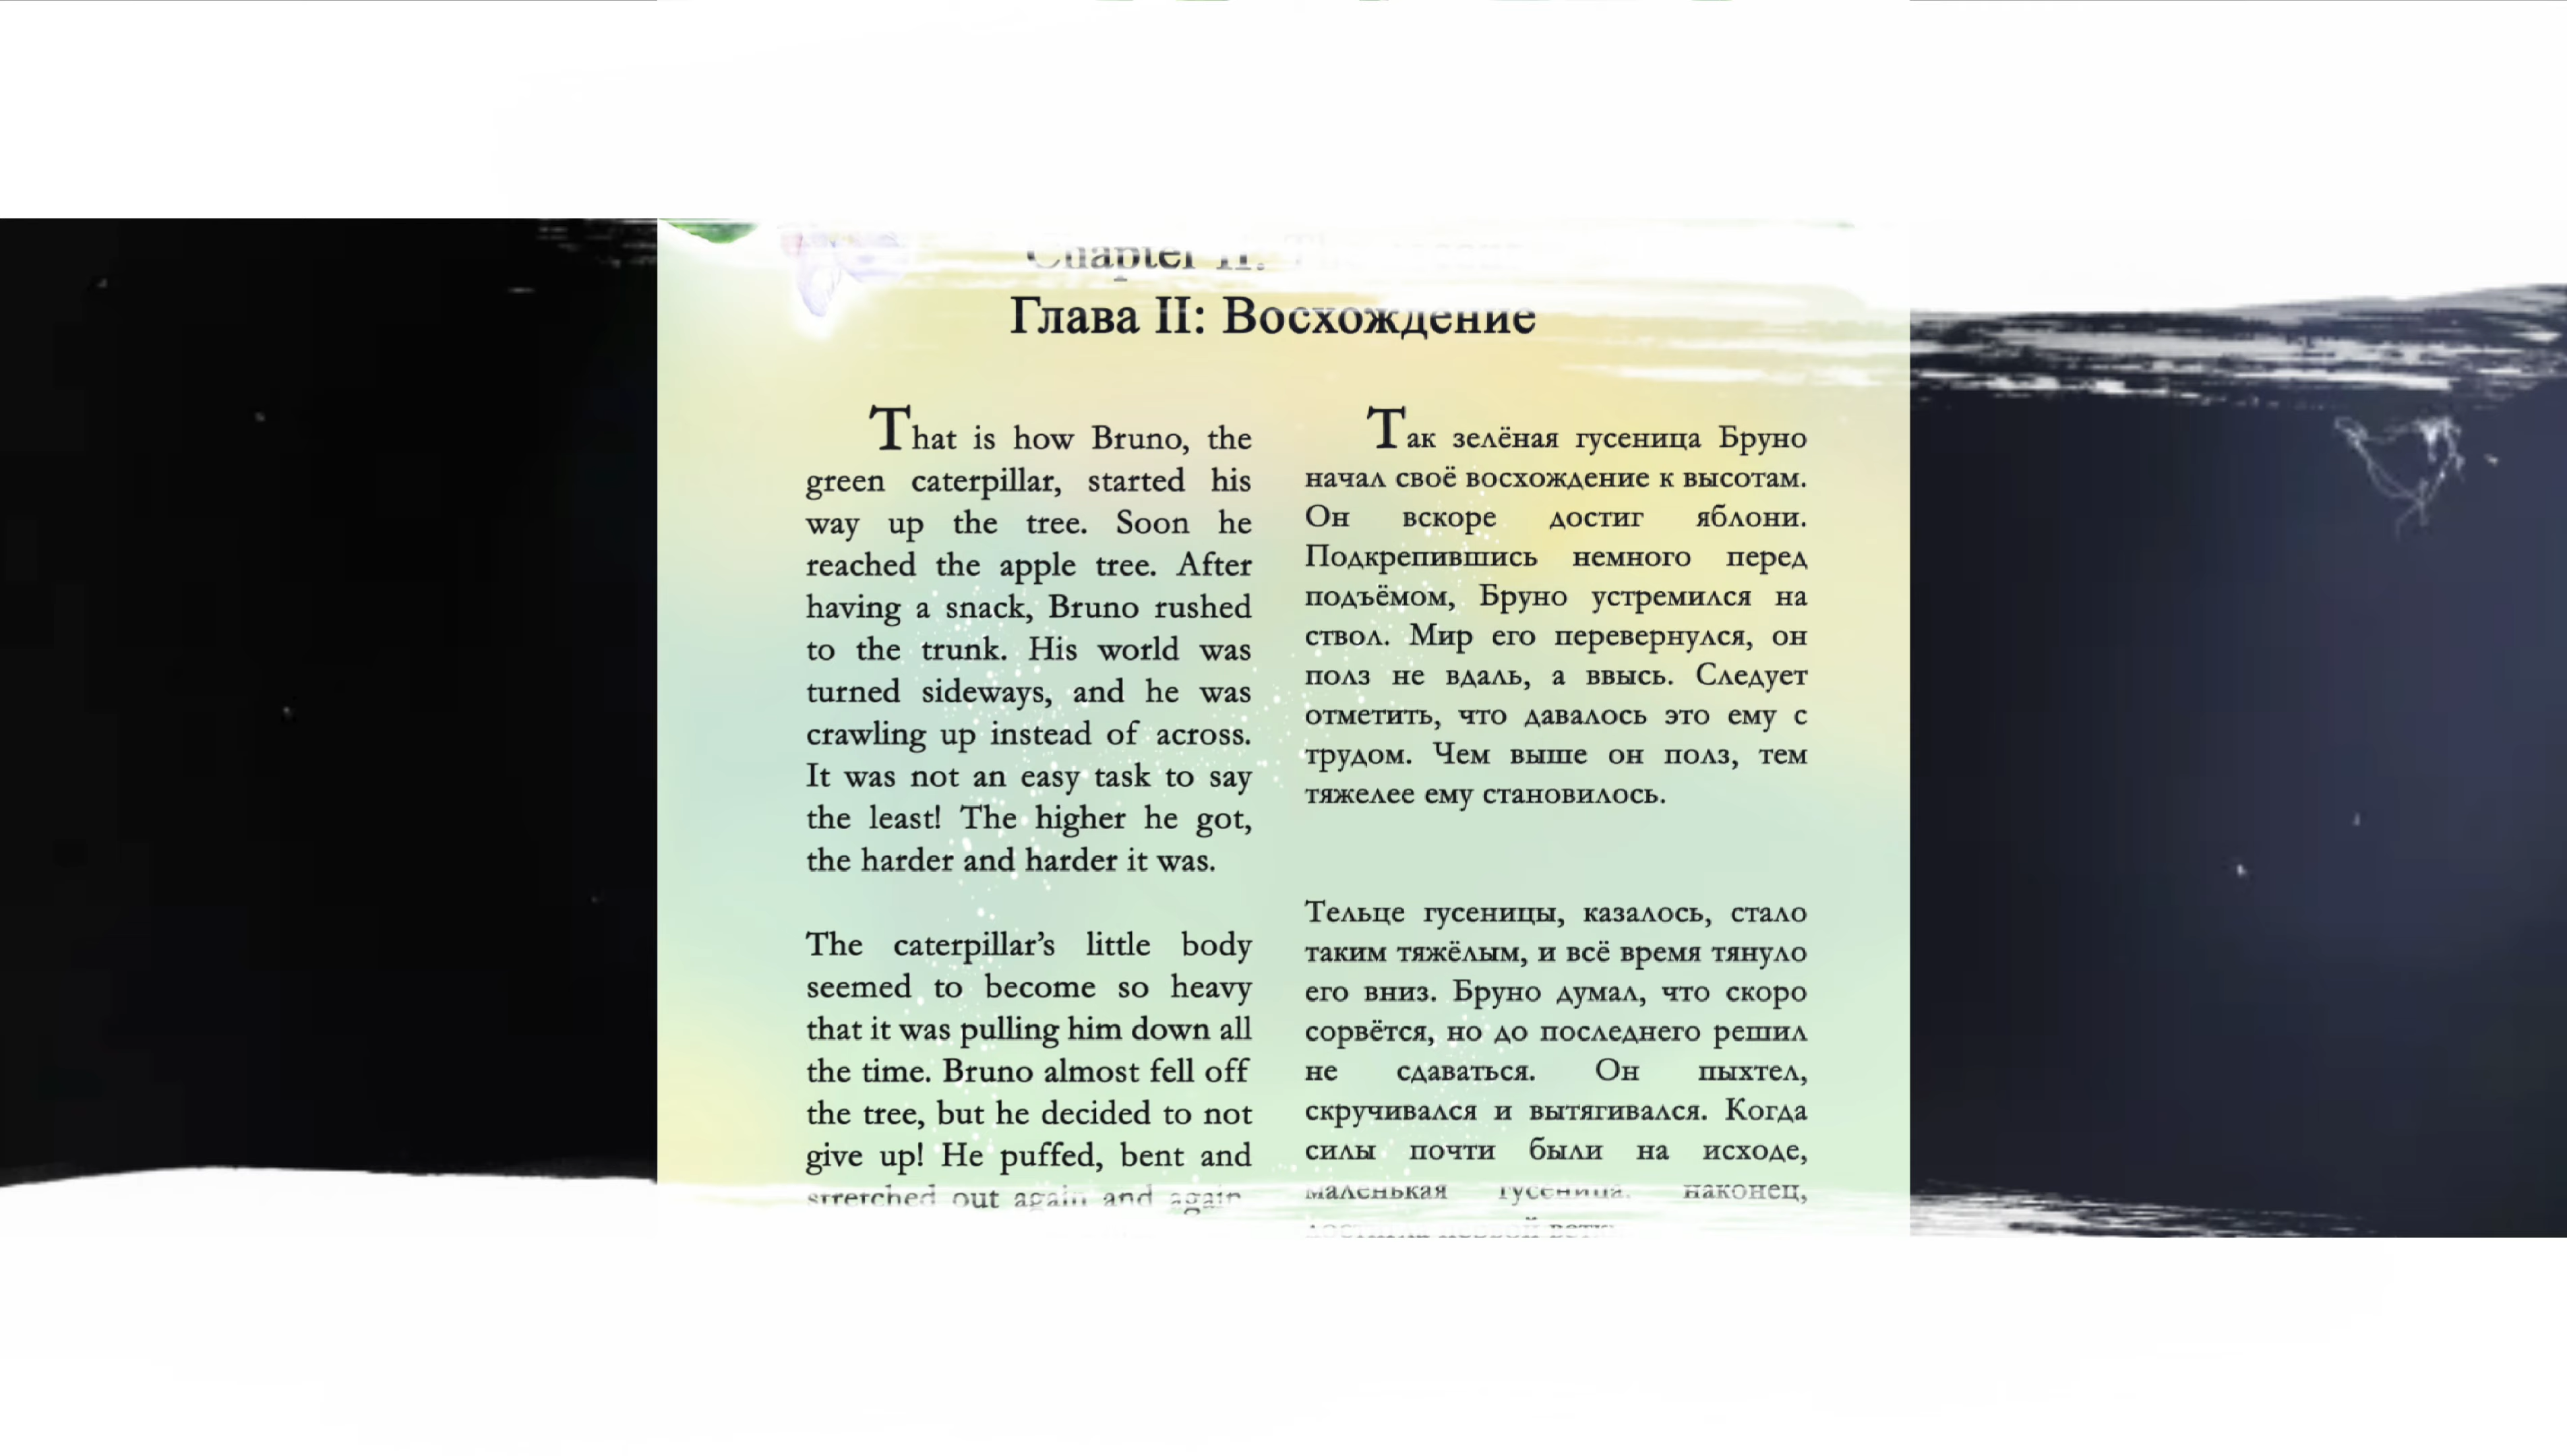 Chapter II:
Глава II: Восхождение
That is how Bruno, the
green caterpillar, started his
way up the tree. Soon he
reached the apple tree. After
having a snack, Bruno rushed
to the trunk. His world was
turned sideways, and he was
crawling up instead of across.
It was not an easy task to say
the least! The higher he got,
the harder and harder it was.
The caterpillar’s little body
seemed to become so heavy
that it was pulling him down all
the time. Bruno almost fell off
the tree, but he decided to not
give up! He puffed, bent and
stretched out again and again
Так зелёная гусеница Бруно
начал своё восхождение к высотам.
Он вскоре достиг яблони.
Подкрепившись немного перед
подъёмом, Бруно устремился на
ствол. Мир его перевернулся, он
полз не вдаль, а ввысь. Следует
отметить, что давалось это ему с
трудом. Чем выше он полз, тем
тяжелее ему становилось.
Тельце гусеницы, казалось, стало
таким тяжёлым, и всё время тянуло
его вниз. Бруно думал, что скоро
сорвётся, но до последнего решил
не сдаваться. Он пыхтел,
скручивался и вытягивался. Когда
силы почти были на исходе,
маленькая гусеница, наконец,